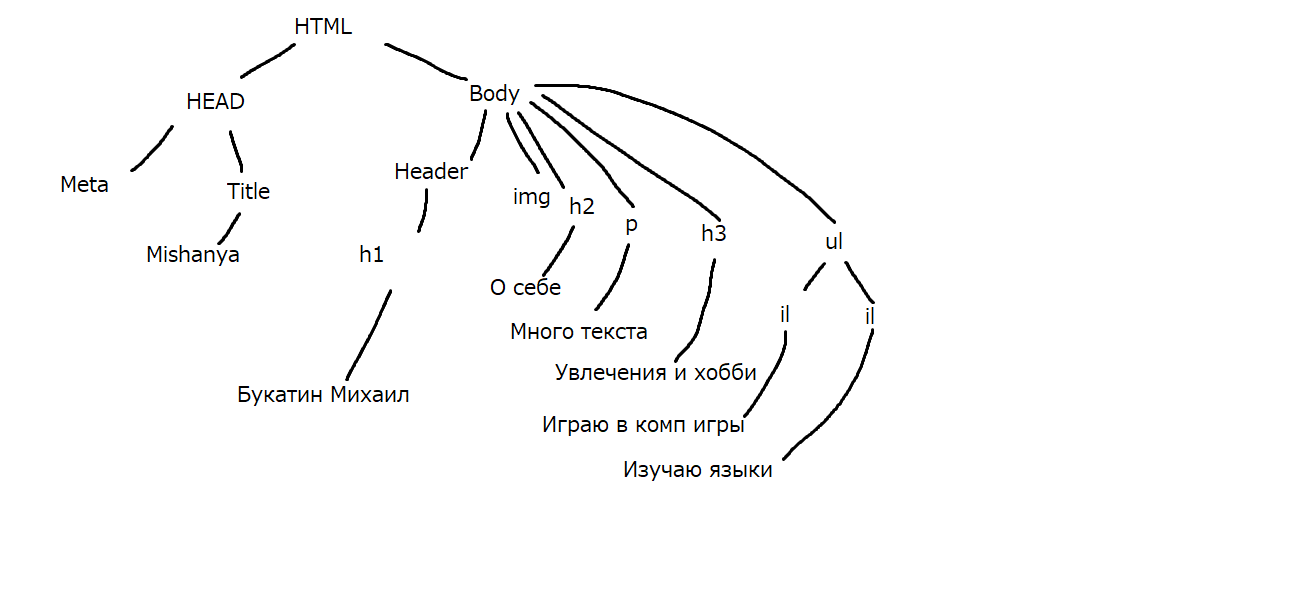 HTML
HEAD
Body
Meta
Title
Header
img
h2
p
h3
ul
Mishanya
h1
О себе
il
il
Много текста
Увлечения и хобби
Букатин Михаил
Играю в комп игры
Изучаю языки